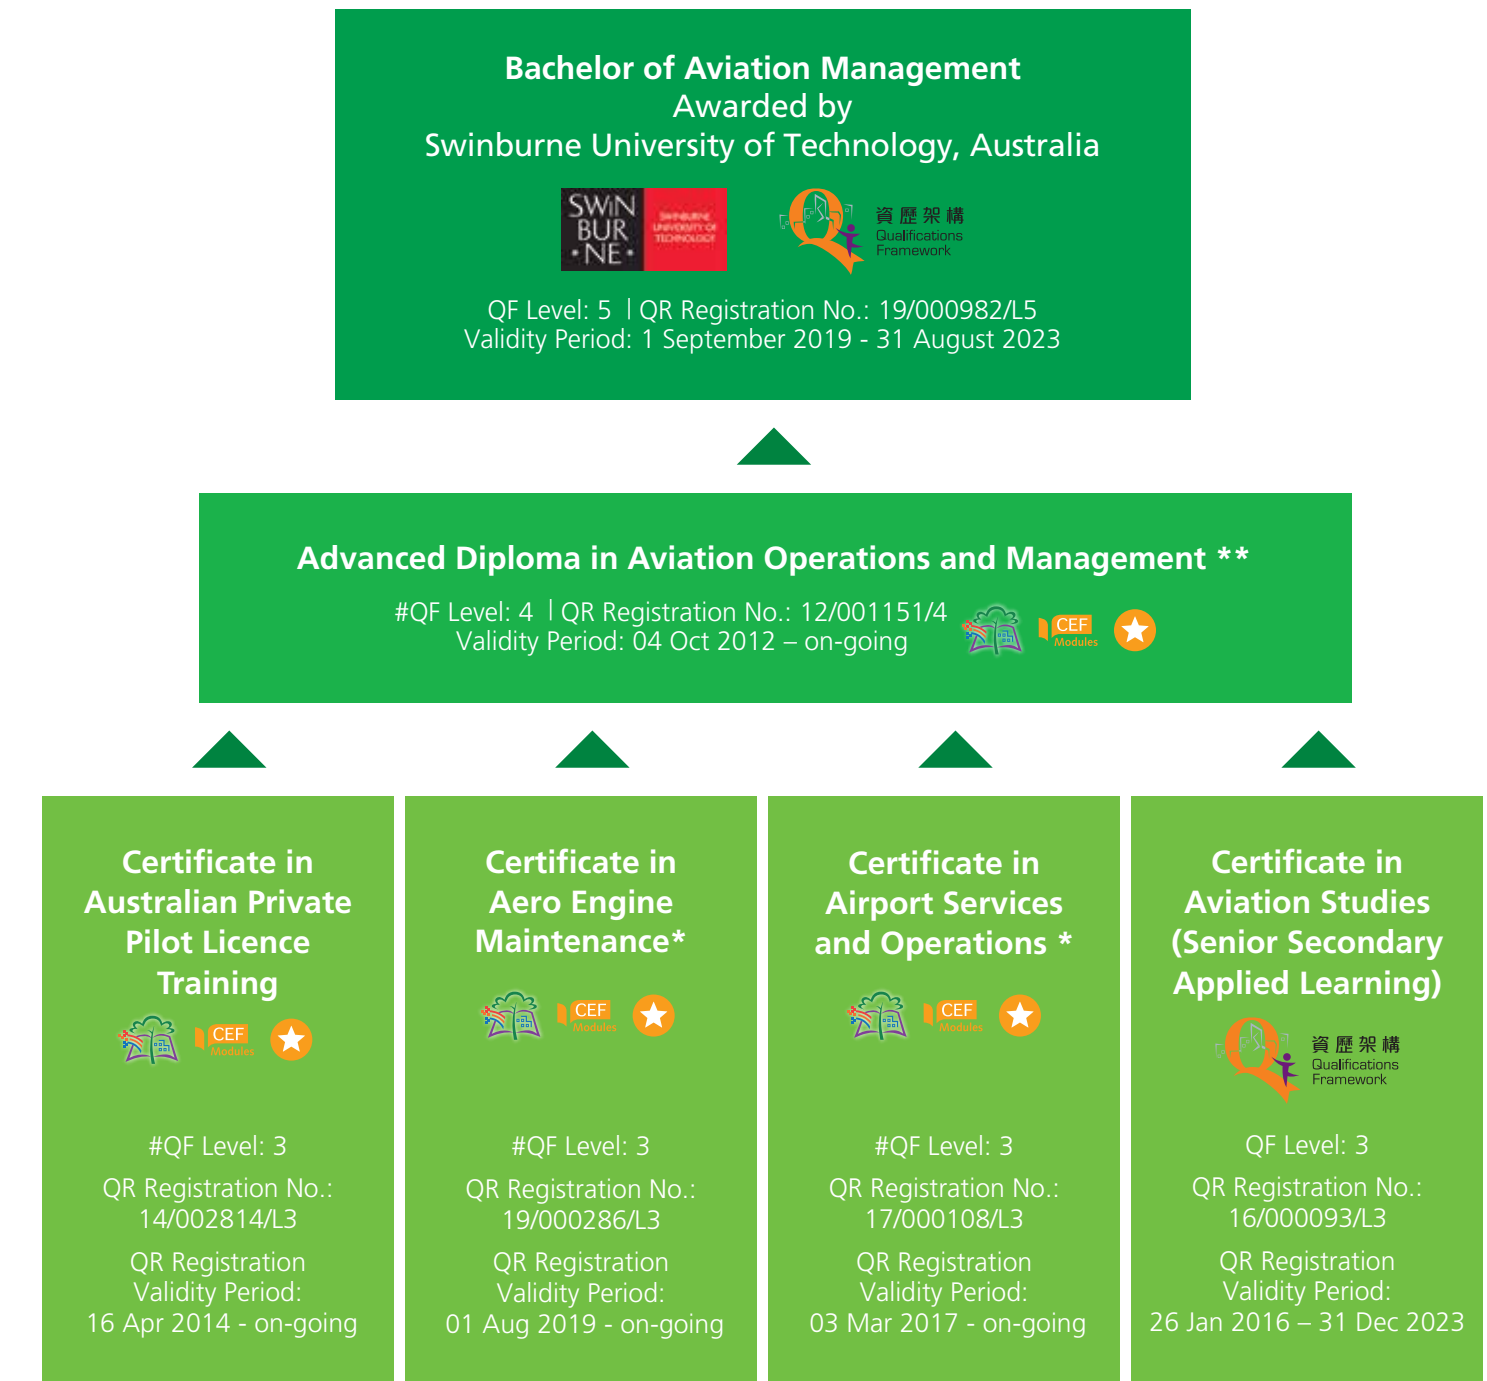 Bachelor of Aviation Management
Awarded by
Swinburne University of Technology, Australia
SWIN
BUR
• NE •
SWINBURNE
UNIVERSITY OF
TECHNOLOGY
資歷架構
Qualifications
Framework
QF Level: 5 | QR Registration No.: 19/000982/L5
Validity Period: 1 September 2019 - 31 August 2023
Advanced Diploma in Aviation Operations and Management **
#QF Level: 4 | QR Registration No.: 12/001151/4
Validity Period: 04 Oct 2012 – on-going
CEF
Modules
Certificate in
Australian Private
Pilot Licence
Training
CEF
Modules
#QF Level: 3
QR Registration No.:
14/002814/L3
QR Registration
Validity Period:
16 Apr 2014 - on-going
Certificate in
Aero Engine
Maintenance*
CEF
Modules
#QF Level: 3
QR Registration No.:
19/000286/L3
QR Registration
Validity Period:
01 Aug 2019 - on-going
Certificate in
Airport Services
and Operations *
CEF
Modules
#QF Level: 3
QR Registration No.:
17/000108/L3
QR Registration
Validity Period:
03 Mar 2017 - on-going
Certificate in
Aviation Studies
(Senior Secondary
Applied Learning)
資歷架構
Qualifications
Framework
QF Level: 3
QR Registration No.:
16/000093/L3
QR Registration
Validity Period:
26 Jan 2016 – 31 Dec 2023